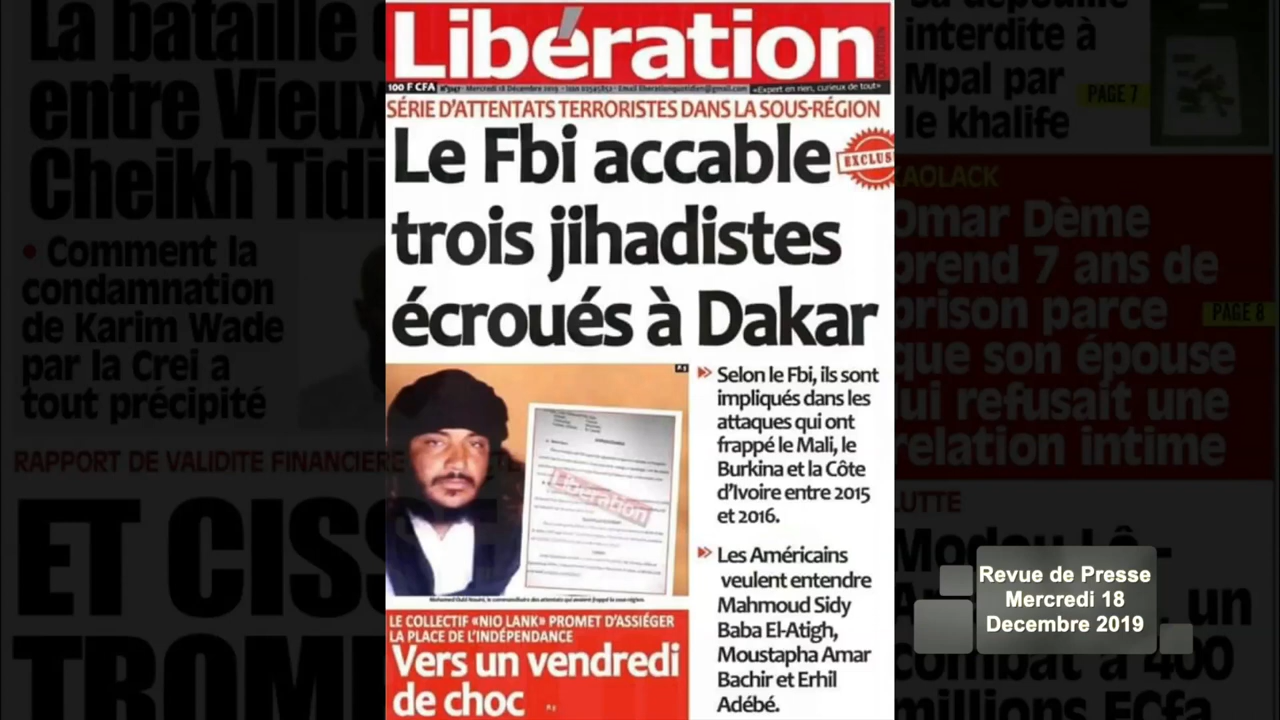 La bataille
entre Vieux
Cheikh Tidi
• Comment la
condamnation
de Karim Wade
par la Crei a
tout précipité
RAPPORT DE VALIDITE FINANCIERE
ET CISS
TROMP
Libération
100 F CFA
Mercredi 18 Décembre 2019
«Expert en rien, curieux de tout»
SÉRIE D'ATTENTATS TERRORISTES DANS LA SOUS-RÉGION
Le Fbi accable
EXCLUS
trois jihadistes
écroués à Dakar
Libération
Selon le Fbi, ils sont
impliqués dans les
attaques qui ont
frappé le Mali, le
Burkina et la Côte
d'Ivoire entre 2015
et 2016.
Les Américains
veulent entendre
Mahmoud Sidy
Baba El-Atigh,
Moustapha Amar
Bachir et Erhil
Adébé.
LE COLLECTIF «NIO LANK» PROMET D'ASSIÉGER
LA PLACE DE L'INDÉPENDANCE
Vers un vendredi
de choc
interdite à
Mpal par
le khalife
PAGE 7
KAOLACK
Omar Dème
prend 7 ans de
prison parce
PAGE 8
que son épouse
lui refusait une
relation intime
LUTTE
Modou Lô –
un
combat à 400
millions FCfa
Revue de Presse
Mercredi 18
Decembre 2019